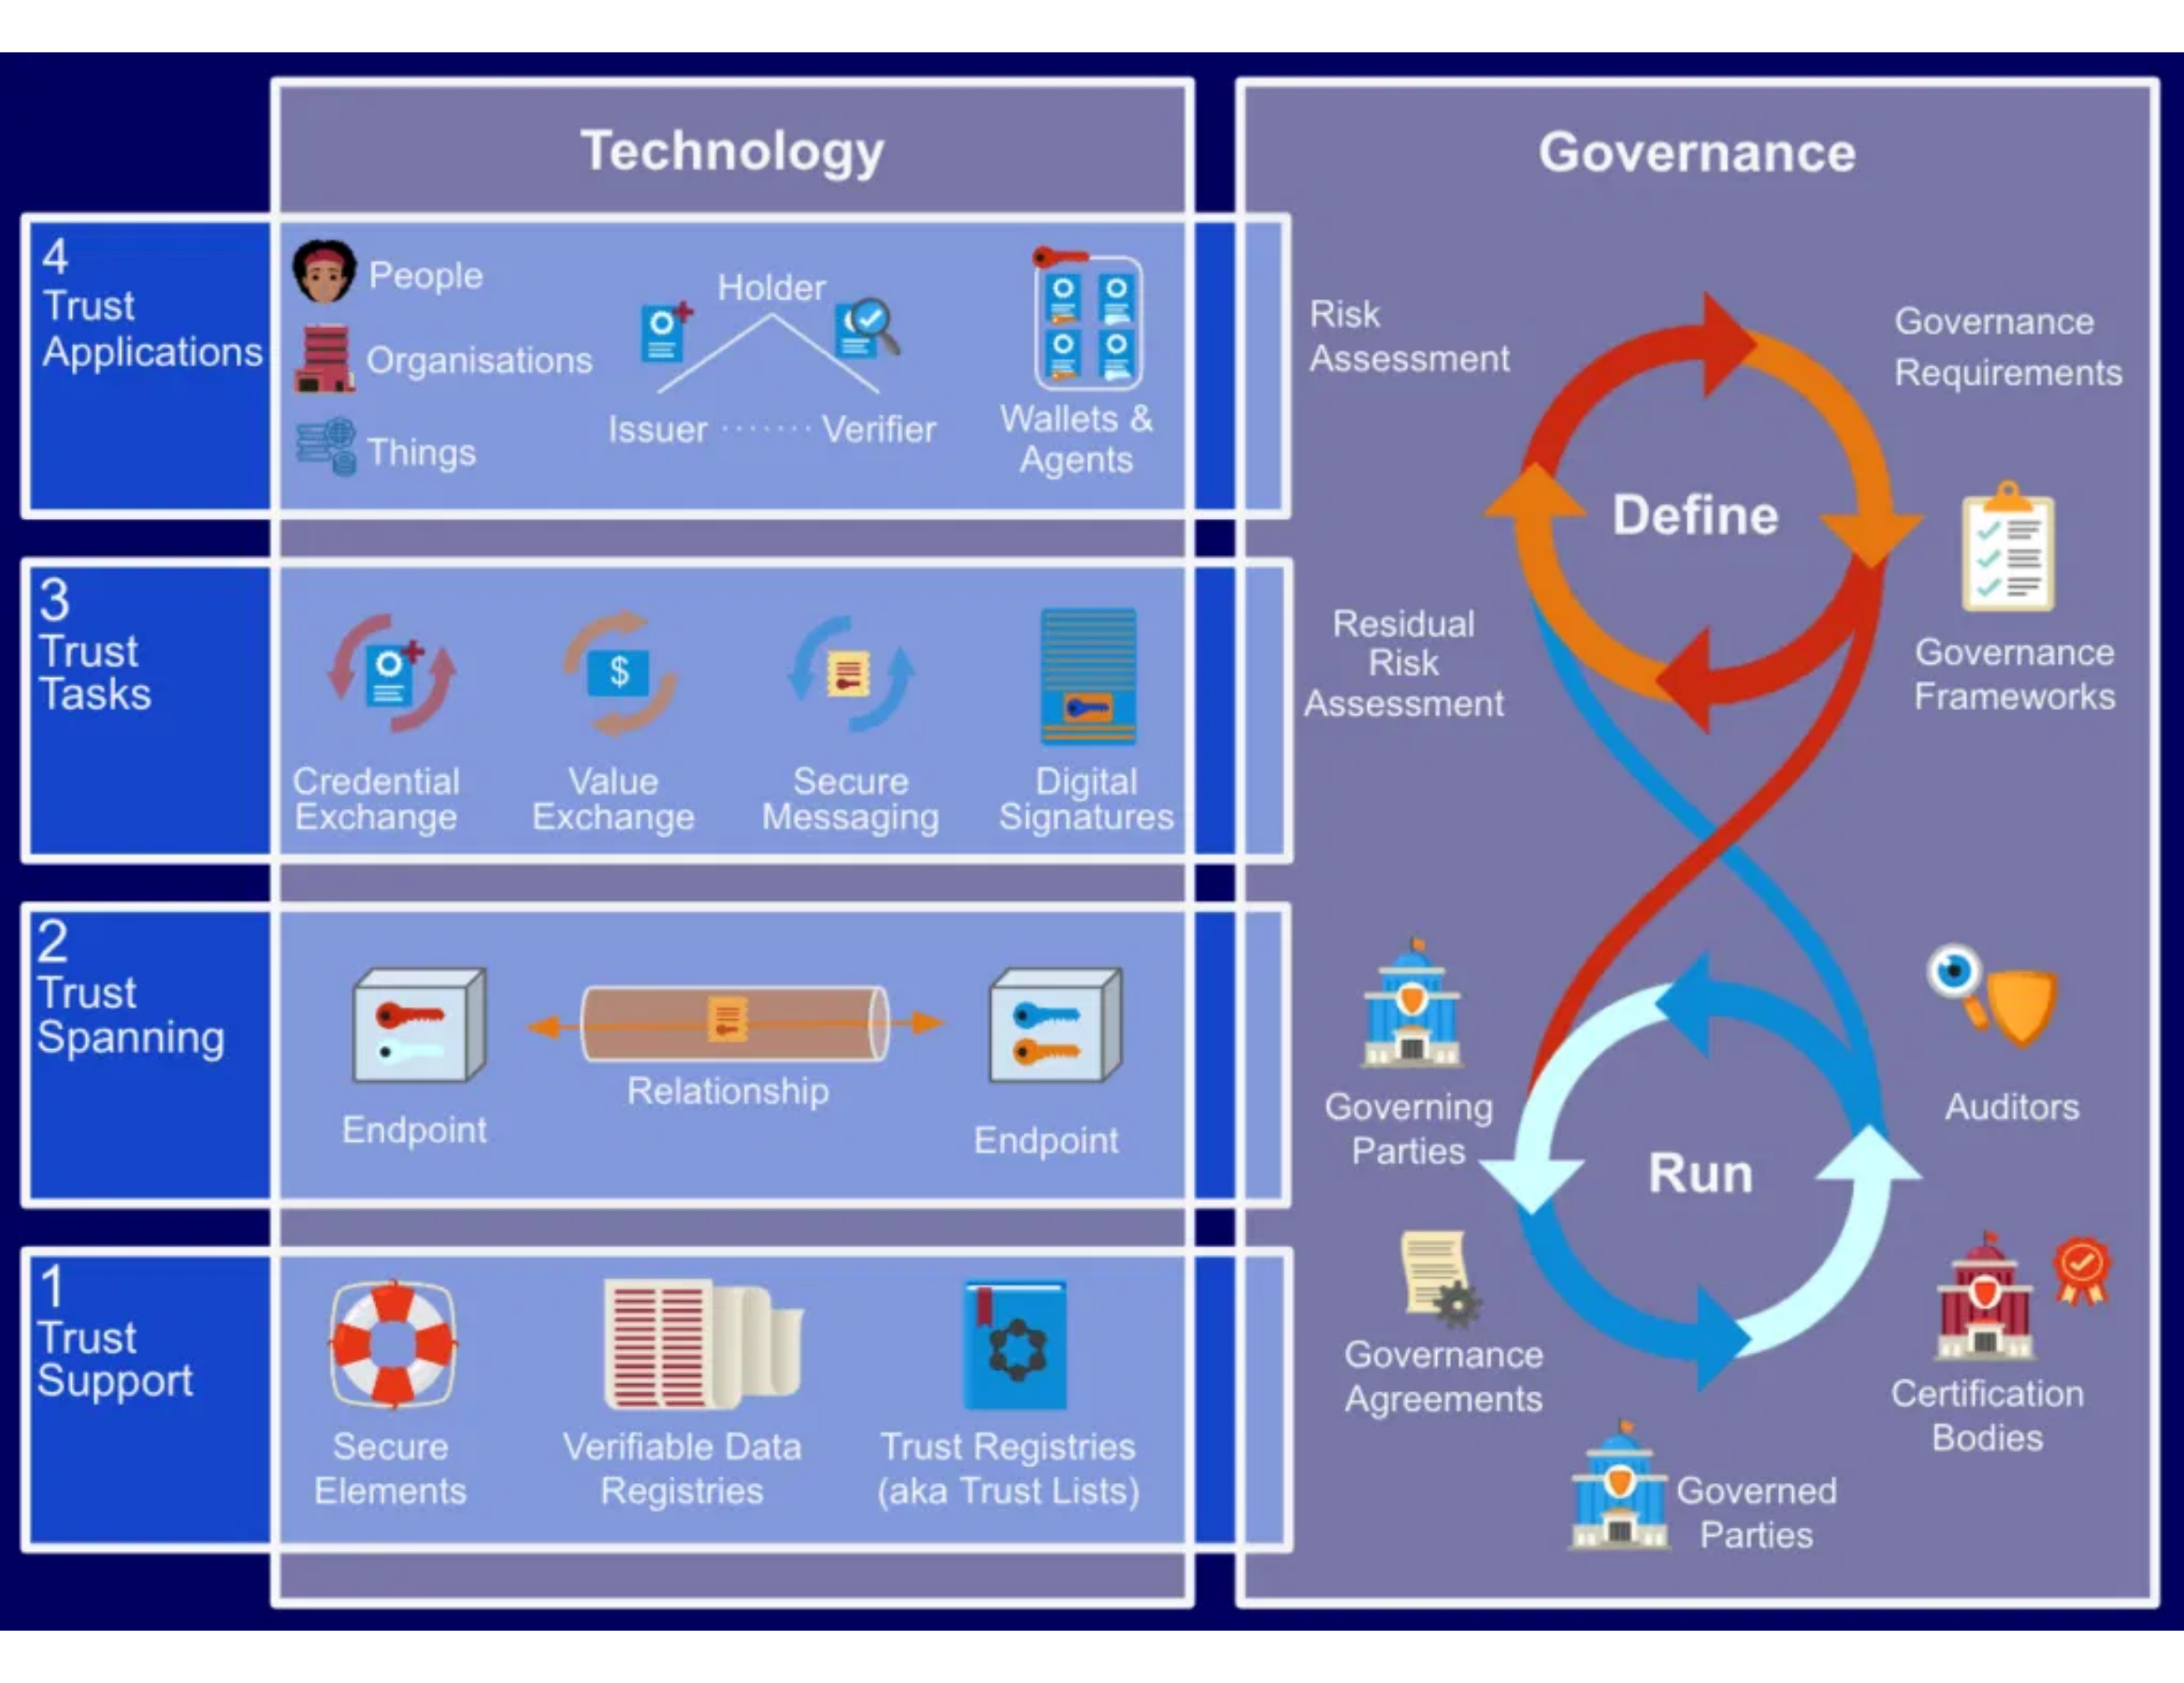 Technology
Governance
4
Trust
Applications
People
Organisations
Things
Holder
Issuer ....... Verifier
Wallets &
Agents
3
Trust
Tasks
$
Credential
Exchange
Value
Exchange
Secure
Messaging
Digital
Signatures
2
Trust
Spanning
Endpoint
Relationship
Endpoint
1
Trust
Support
Secure
Elements
Verifiable Data
Registries
Trust Registries
(aka Trust Lists)
Risk
Assessment
Governance
Requirements
Define
Residual
Risk
Assessment
Governance
Frameworks
Governing
Parties
Auditors
Run
Governance
Agreements
Certification
Bodies
Governed
Parties